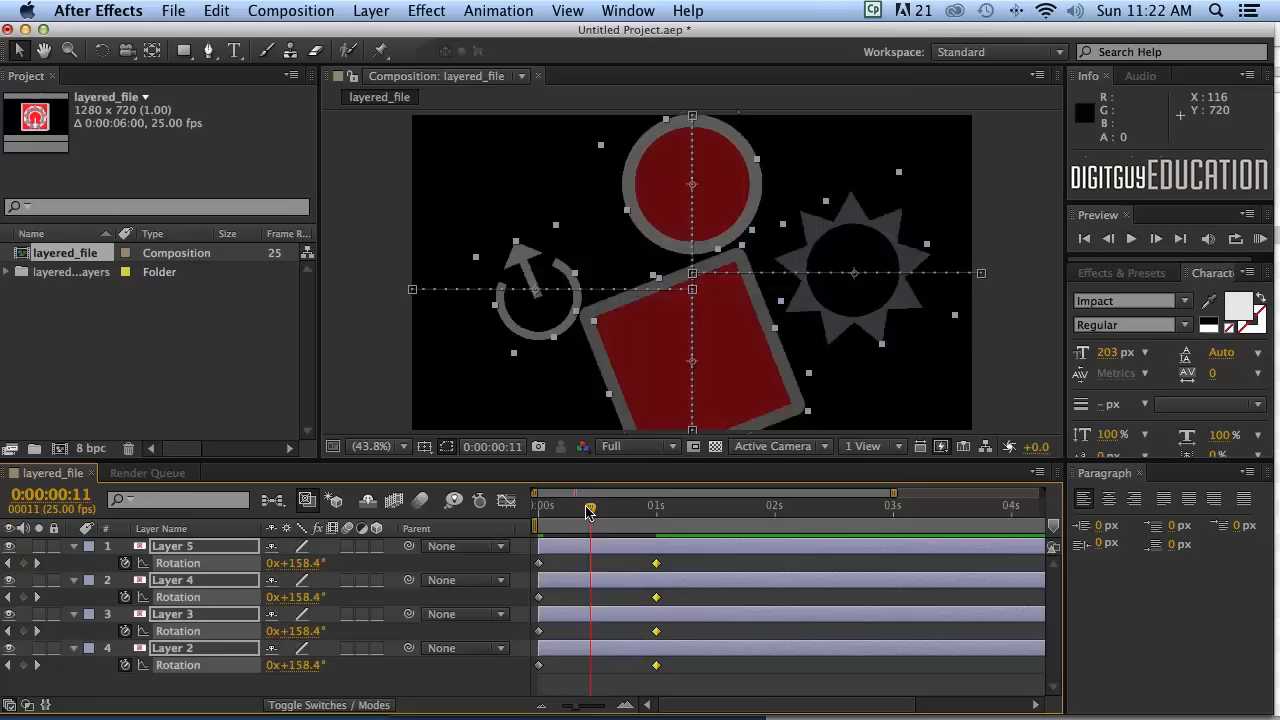 After Effects File Edit Composition Layer Effect Animation View Window Help 21 Sun 11:22 AM
Untitled Project.aep *
Workspace: Standard Search Help
Project Composition: layered_file Info Audio
layered_file
1280 x 720 (1.00)
Δ 0:00:06:00, 25.00 fps
layered_file
R : X : 116
G : Y : 720
B :
A : 0
DIGITGUYEDUCATION
Preview
Name Type Size Frame R...
layered_file Composition 25
layered...ayers Folder
Effects & Presets Charact
Impact
Regular
203 px Auto
Metrics 0
- px
100 % 100 %
0 px 0 %
8 bpc
(43.8%) 0:00:00:11 Full Active Camera 1 View +0.0
layered_file Render Queue Paragraph
0:00:00:11
00011 (25.00 fps)
:00s 01s 02s 03s 04s
# Layer Name Parent
1 Layer 5 None
Rotation 0x+158.4°
2 Layer 4 None
Rotation 0x+158.4°
3 Layer 3 None
Rotation 0x+158.4°
4 Layer 2 None
Rotation 0x+158.4°
0 px 0 px 0 px
0 px 0 px
Toggle Switches / Modes